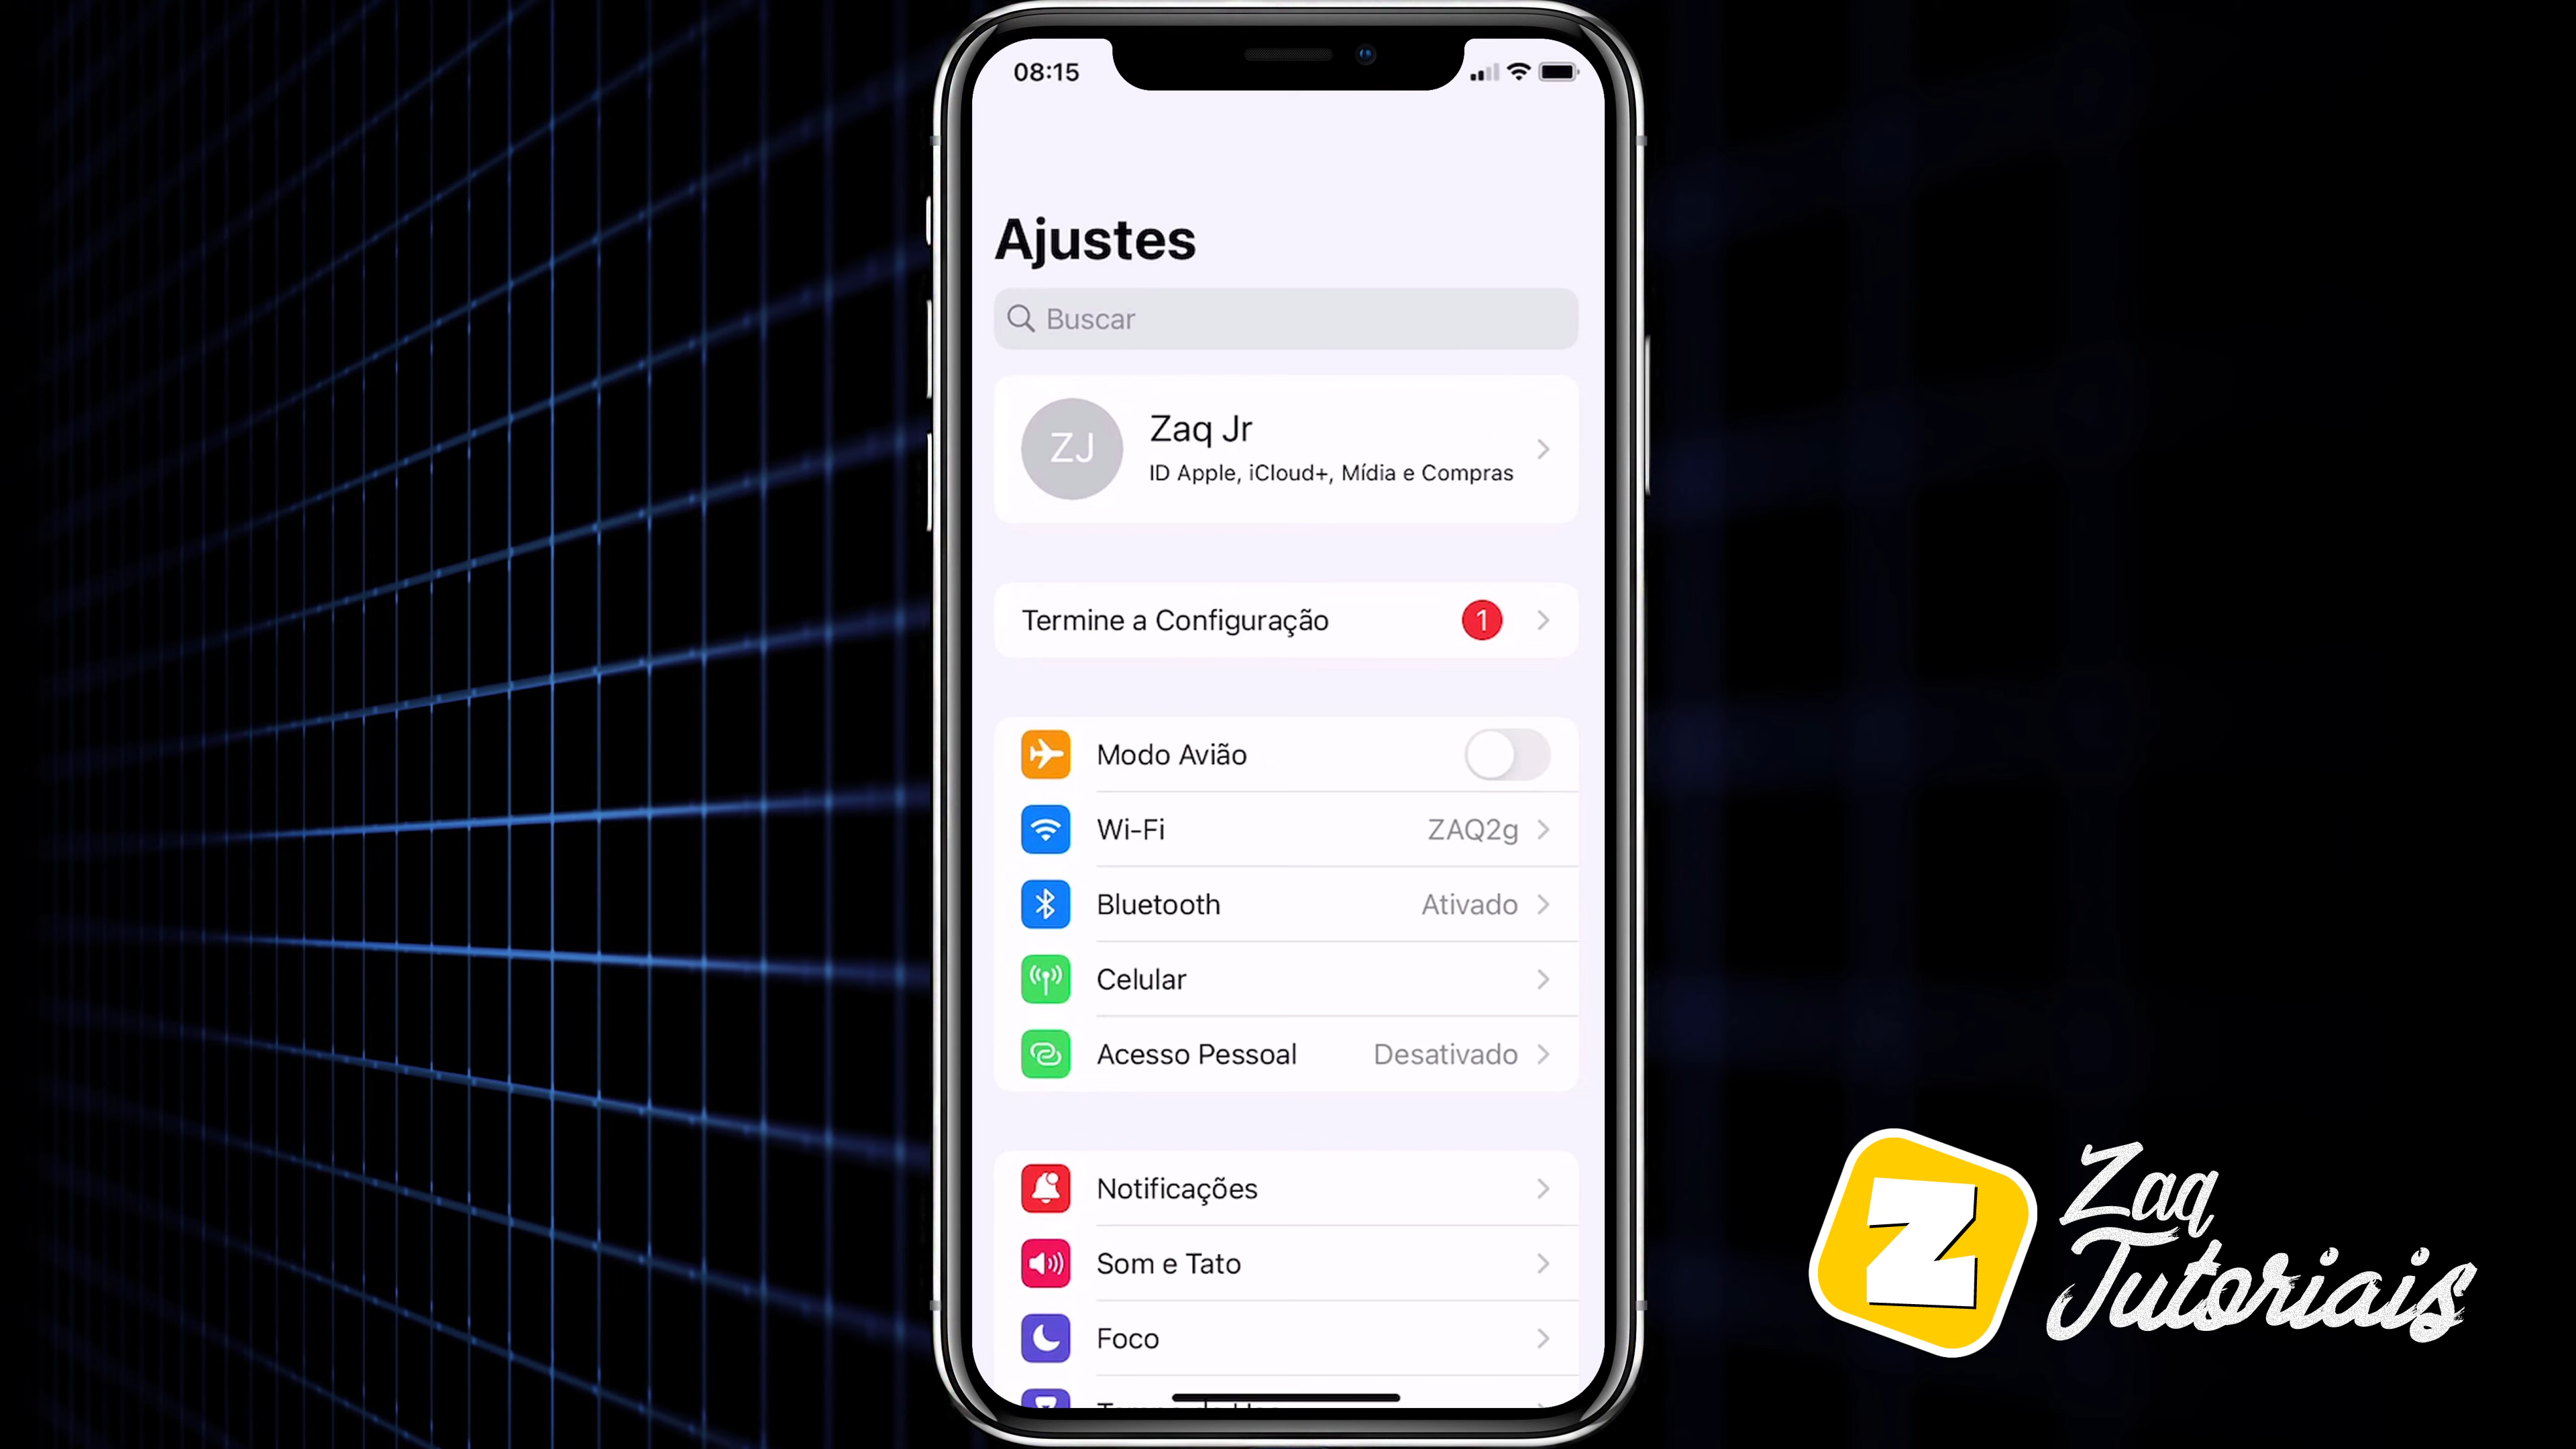 08:15
Ajustes
Buscar
ZJ
Zaq Jr
ID Apple, iCloud+, Mídia e Compras
Termine a Configuração
1
Modo Avião
Wi-Fi
ZAQ2g
Bluetooth
Ativado
Celular
Acesso Pessoal
Desativado
Notificações
Som e Tato
Foco
Z
Zaq
Tutoriais